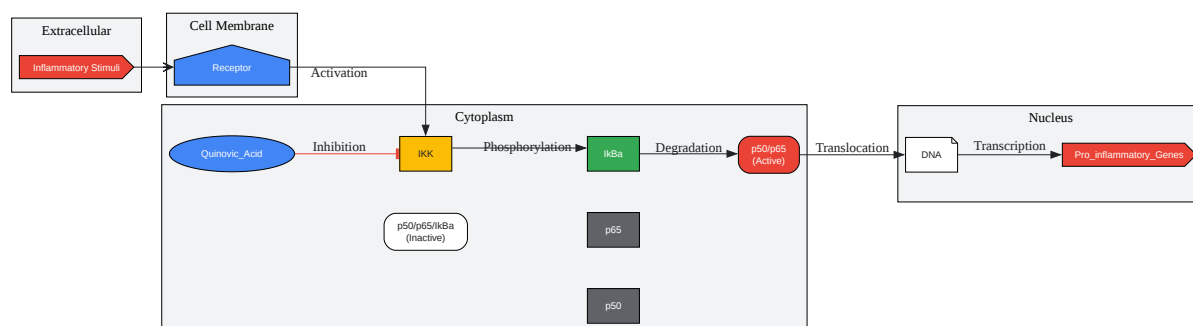 Extracellular
Inflammatory Stimuli
Cell Membrane
Receptor
Activation
Cytoplasm
Quinovic_Acid
Inhibition
IKK
Phosphorylation
IkBa
Degradation
p50/p65
(Active)
Translocation
Nucleus
DNA
Transcription
Pro_inflammatory_Genes
p50/p65/IkBa
(Inactive)
p65
p50